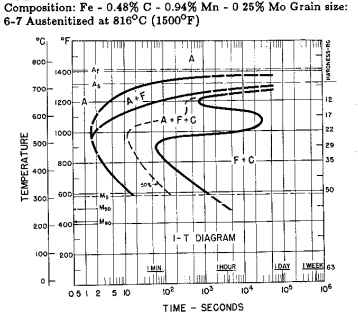 Composition: Fe - 0.48% C - 0.94% Mn - 0 25% Mo Grain size:
6-7 Austenitized at 816°C (1500°F)
°C °F
800
1400
1200
1000
800
600
400
200
0
700
600
500
400
300
200
100
0
TEMPERATURE
Af
As
A
A
A+F
A+F+C
F+C
50%
Ms
M50
M90
I-T DIAGRAM
HARDNESS-RC
12
17
22
29
35
50
63
1 MIN.
1 HOUR
1 DAY
1 WEEK
0.5 1 2 5 10 10² 10³ 10⁴ 10⁵ 10⁶
TIME - SECONDS